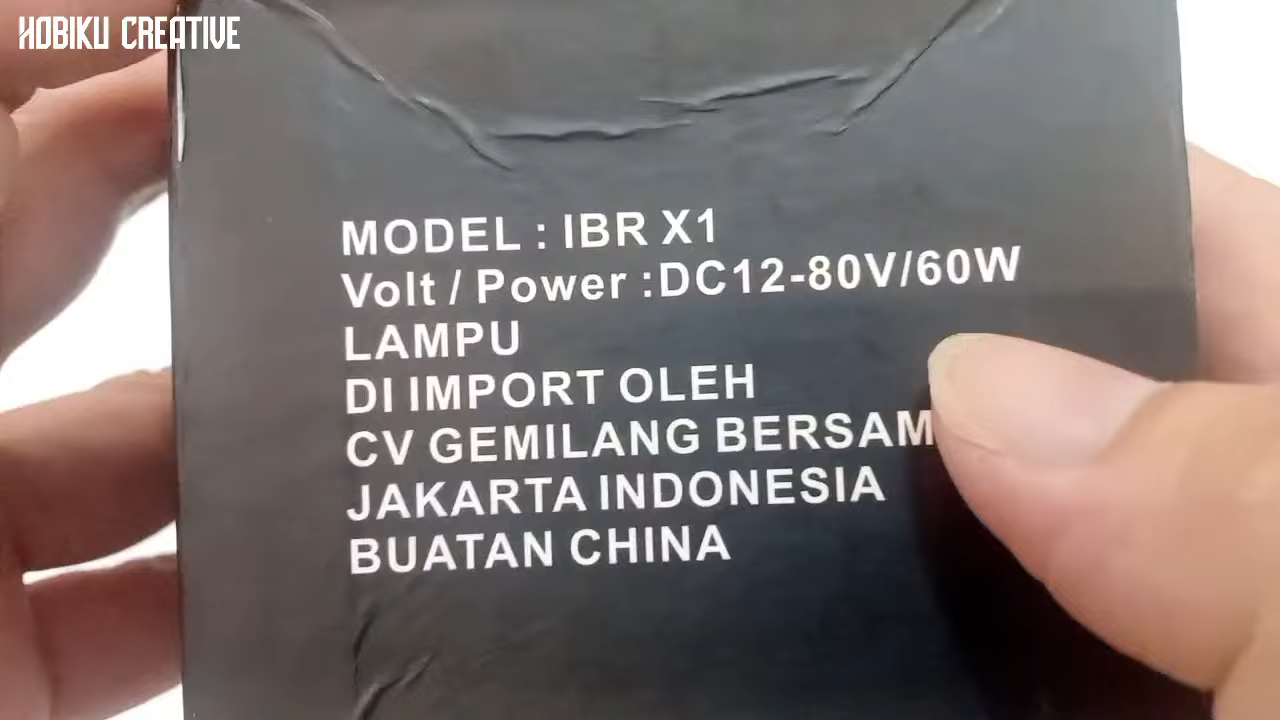 HOBIKU CREATIVE
MODEL : IBR X1
Volt / Power :DC12-80V/60W
LAMPU
DI IMPORT OLEH
CV GEMILANG
JAKARTA INDONESIA
BUATAN CHINA